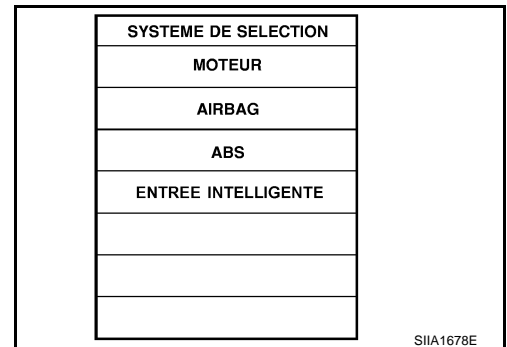 SYSTEME DE SELECTION
MOTEUR
AIRBAG
ABS
ENTREE INTELLIGENTE
SIIA1678E